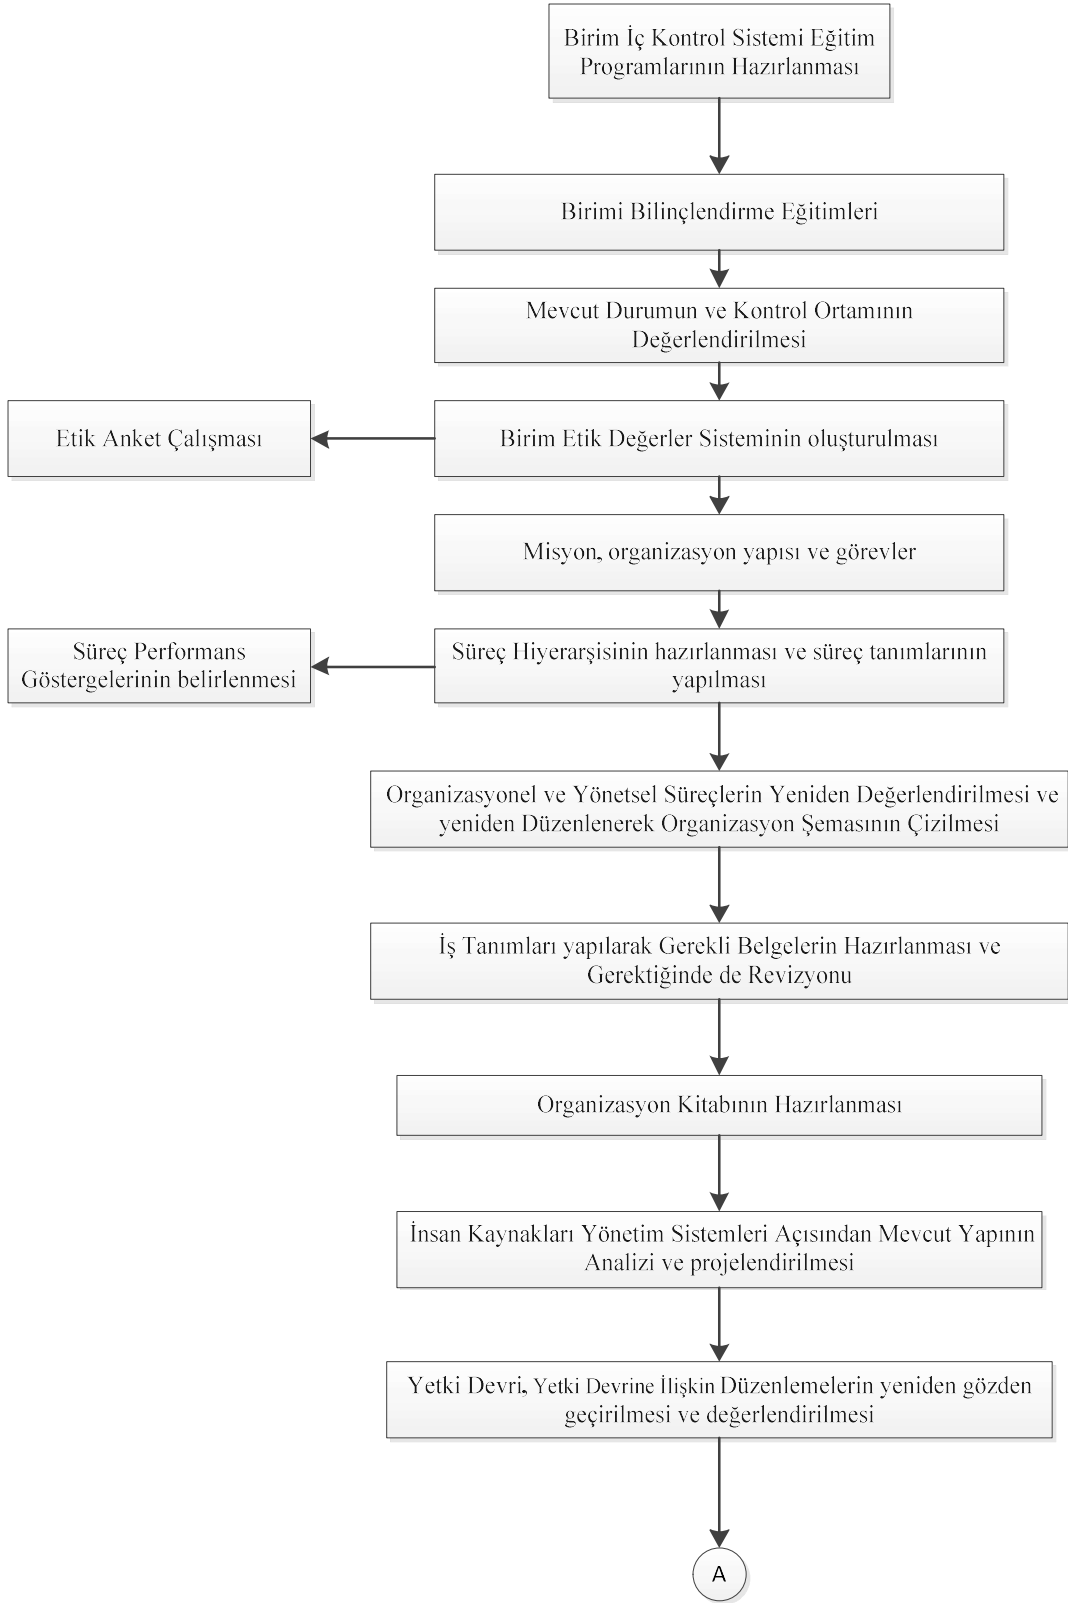 Birim İç Kontrol Sistemi Eğitim
Programlarının Hazırlanması
Birimi Bilinçlendirme Eğitimleri
Mevcut Durumun ve Kontrol Ortamının
Değerlendirilmesi
Etik Anket Çalışması
Birim Etik Değerler Sisteminin oluşturulması
Misyon, organizasyon yapısı ve görevler
Süreç Performans
Göstergelerinin belirlenmesi
Süreç Hiyerarşisinin hazırlanması ve süreç tanımlarının
yapılması
Organizasyonel ve Yönetsel Süreçlerin Yeniden Değerlendirilmesi ve
yeniden Düzenlenerek Organizasyon Şemasının Çizilmesi
İş Tanımları yapılarak Gerekli Belgelerin Hazırlanması ve
Gerektiğinde de Revizyonu
Organizasyon Kitabının Hazırlanması
İnsan Kaynakları Yönetim Sistemleri Açısından Mevcut Yapının
Analizi ve projelendirilmesi
Yetki Devri, Yetki Devrine İlişkin Düzenlemelerin yeniden gözden
geçirilmesi ve değerlendirilmesi
A